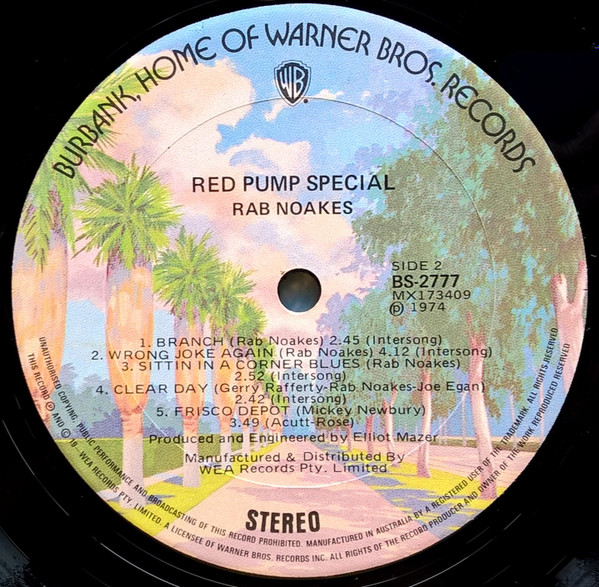 BURBANK, HOME OF WARNER BROS. RECORDS
WB
RED PUMP SPECIAL
RAB NOAKES
SIDE 2
BS-2777
MX173409
℗ 1974
1. BRANCH (Rab Noakes) 2.45 (Intersong)
2. WRONG JOKE AGAIN (Rab Noakes) 4.12 (Intersong)
3. SITTIN IN A CORNER BLUES (Rab Noakes)
2.52 (Intersong)
4. CLEAR DAY (Gerry Rafferty-Rab Noakes-Joe Egan)
2.42 (Intersong)
5. FRISCO DEPOT (Mickey Newbury)
3.49 (Acutt-Rose)
Produced and Engineered by Elliot Mazer
Manufactured & Distributed By
WEA Records Pty. Limited
STEREO
UNAUTHORISED COPYING, PUBLIC PERFORMANCE AND BROADCASTING OF THIS RECORD PROHIBITED. MANUFACTURED IN AUSTRALIA BY A REGISTERED USER OF THE TRADEMARK. ALL RIGHTS RESERVED
THIS RECORD ℗ AND © WEA RECORDS PTY. LIMITED. A LICENSEE OF WARNER BROS. RECORDS INC. ALL RIGHTS OF THE RECORD PRODUCER AND OWNER OF THE WORK REPRODUCED RESERVED